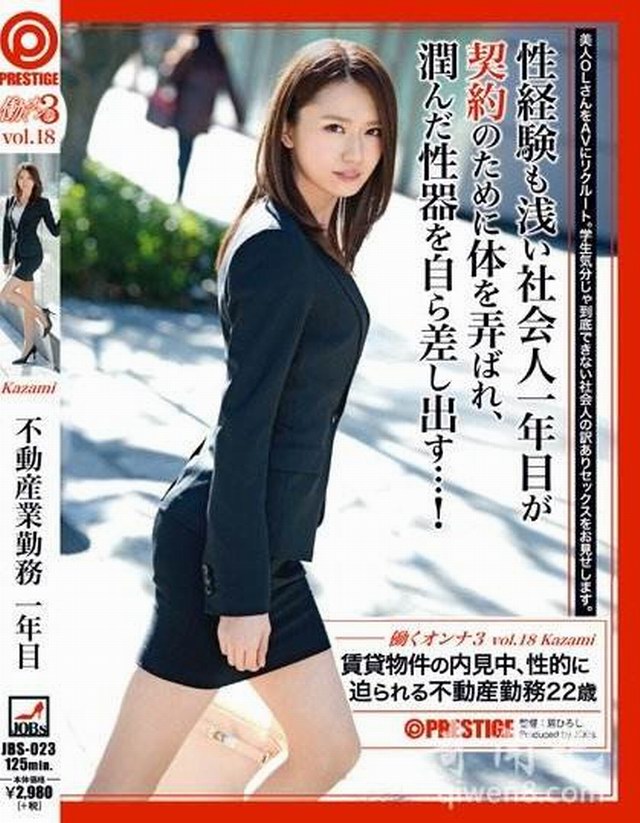 PRESTIGE
働くオンナ3
vol.18
Kazami
不動産業勤務 一年目
JOBs
JBS-023
125min.
本体価格
¥2,980
[+税]
美人OLさんをAVにリクルート。学生気分じゃ到底できない社会人の訳ありセックスをお見せします。
性経験も浅い社会人一年目が
契約のために体を弄ばれ、
潤んだ性器を自ら差し出す…!
働くオンナ3 vol.18 Kazami
賃貸物件の内見中、性的に
迫られる不動産勤務22歳
PRESTIGE
Produced by JOBs.
qiwen8.com